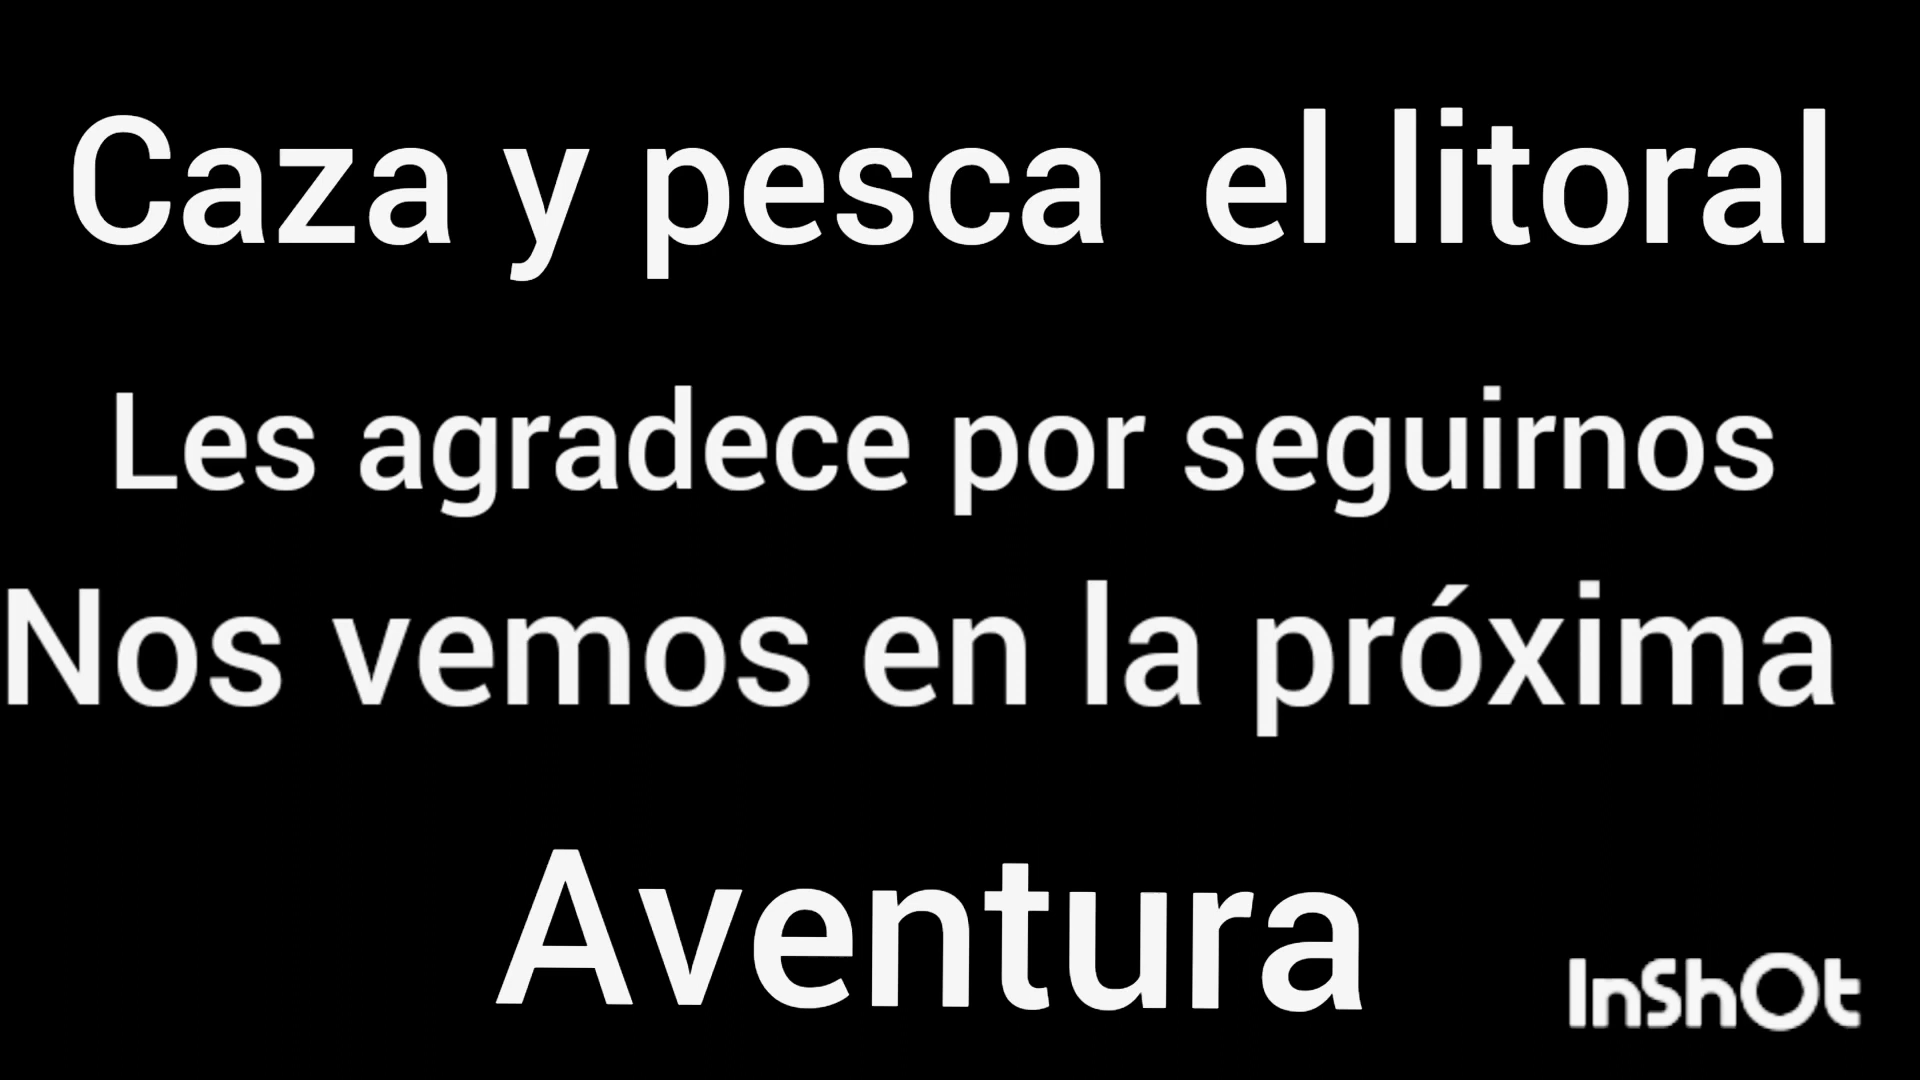 Caza y pesca  el litoral
Les agradece por seguirnos
Nos vemos en la próxima
Aventura
InShOt